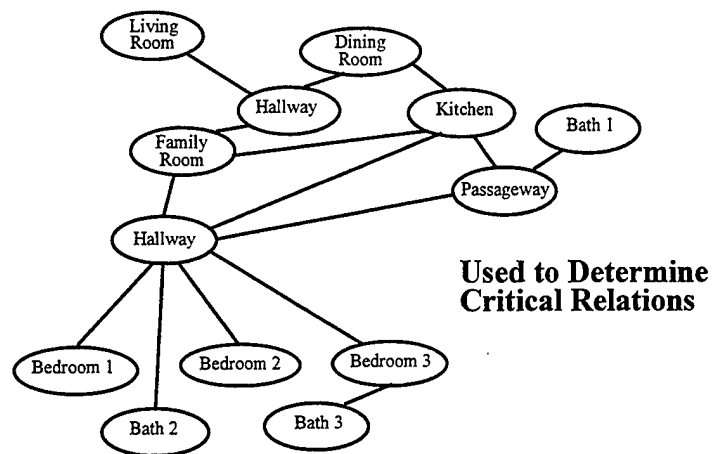 Living
Room
Dining
Room
Hallway
Kitchen
Bath 1
Family
Room
Passageway
Hallway
Used to Determine
Critical Relations
Bedroom 1
Bedroom 2
Bedroom 3
Bath 2
Bath 3